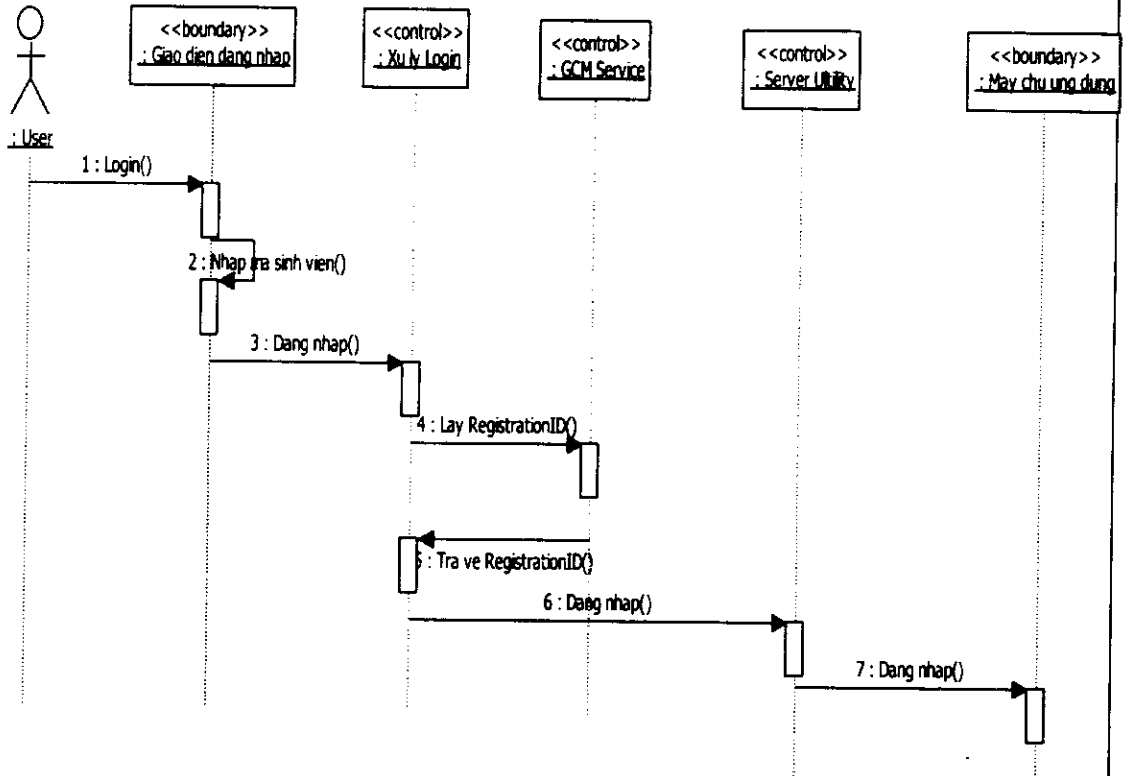 <<boundary>>
: Giao dien dang nhap
<<control>>
: Xu ly Login
<<control>>
: GCM Service
<<control>>
: Server Ultility
<<boundary>>
: May chu ung dung
: User
1 : Login()
2 : Nhap ma sinh vien()
3 : Dang nhap()
4 : Lay RegistrationID()
5 : Tra ve RegistrationID()
6 : Dang nhap()
7 : Dang nhap()